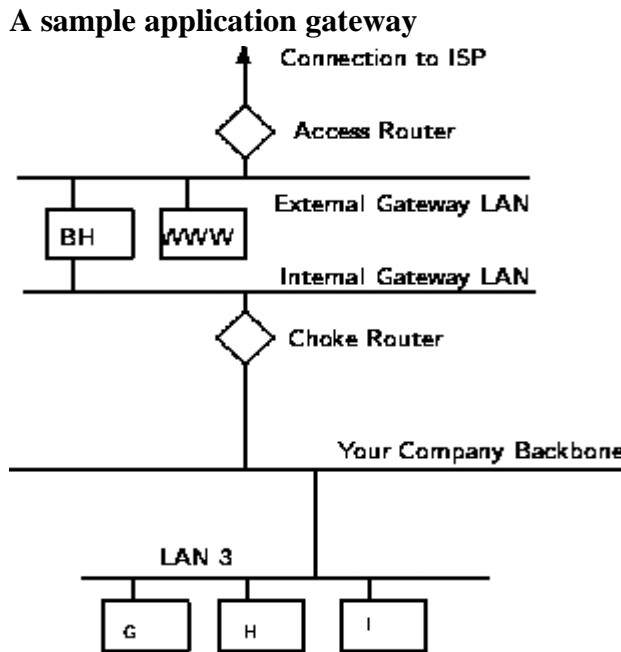 A sample application gateway
Connection to ISP
Access Router
External Gateway LAN
BH
WWW
Internal Gateway LAN
Choke Router
Your Company Backbone
LAN 3
G
H
I